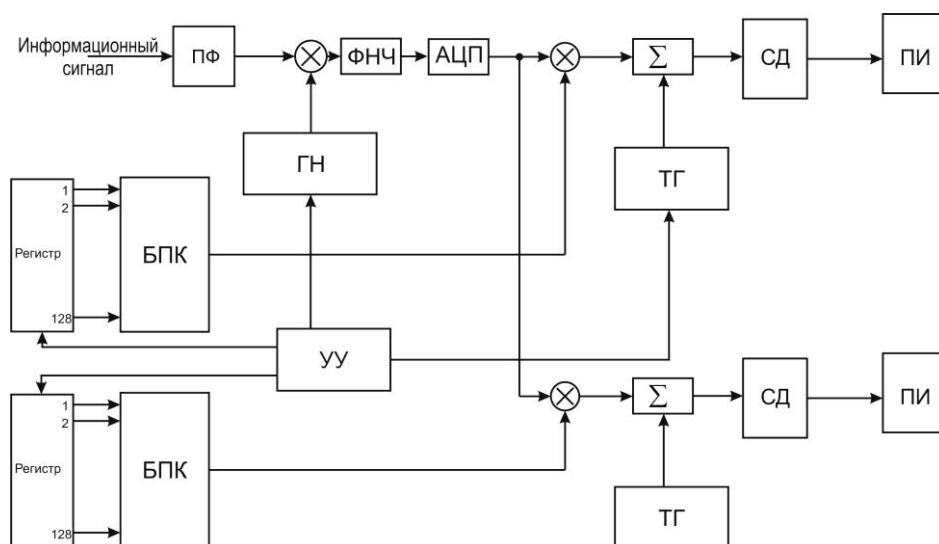 Информационный
сигнал
ПФ
ФНЧ
АЦП
Σ
СД
ПИ
ГН
ТГ
1
2
Регистр
128
БПК
УУ
Σ
СД
ПИ
1
2
Регистр
128
БПК
ТГ